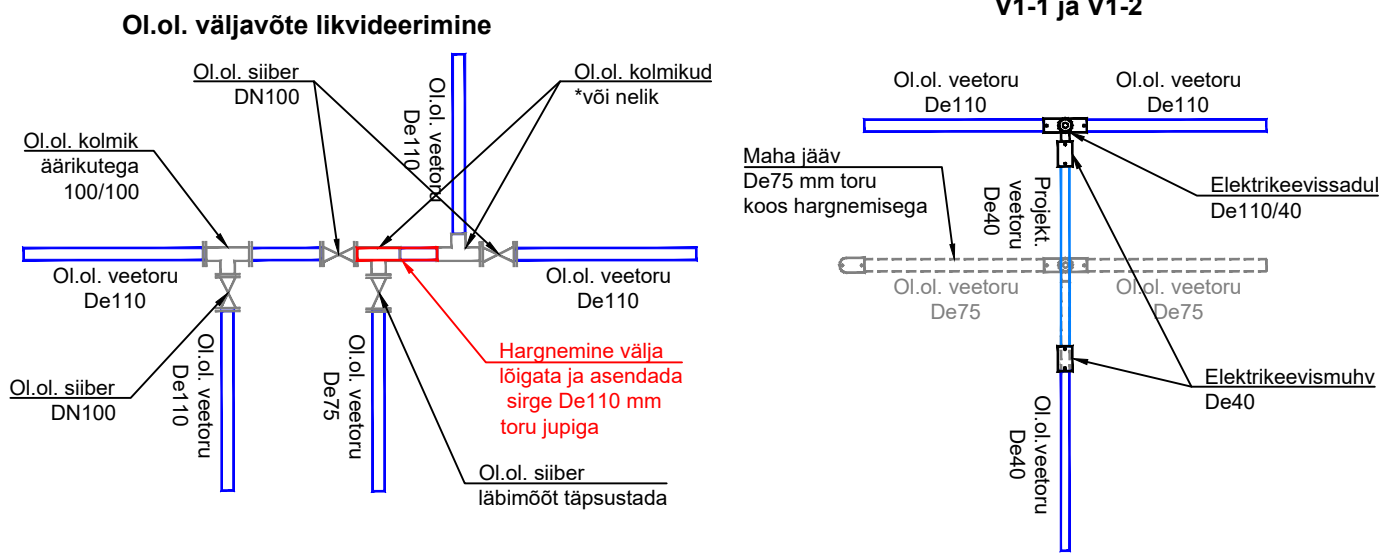 Ol.ol. väljavõte likvideerimine
Ol.ol. siiber
DN100
Ol.ol. veetoru
De110
Ol.ol. kolmikud
*või nelik
Ol.ol. kolmik
äärikutega
100/100
Ol.ol. veetoru
De110
Ol.ol. veetoru
De110
Ol.ol. siiber
DN100
Ol.ol. veetoru
De110
Ol.ol. veetoru
De75
Hargnemine välja
lõigata ja asendada
sirge De110 mm
toru jupiga
Ol.ol. siiber
läbimõõt täpsustada
V1-1 ja V1-2
Ol.ol. veetoru
De110
Ol.ol. veetoru
De110
Maha jääv
De75 mm toru
koos hargnemisega
Projekt.
veetoru
De40
Elektrikeevissadul
De110/40
Ol.ol. veetoru
De75
Ol.ol. veetoru
De75
Elektrikeevismuhv
De40
Ol.ol.veetoru
De40